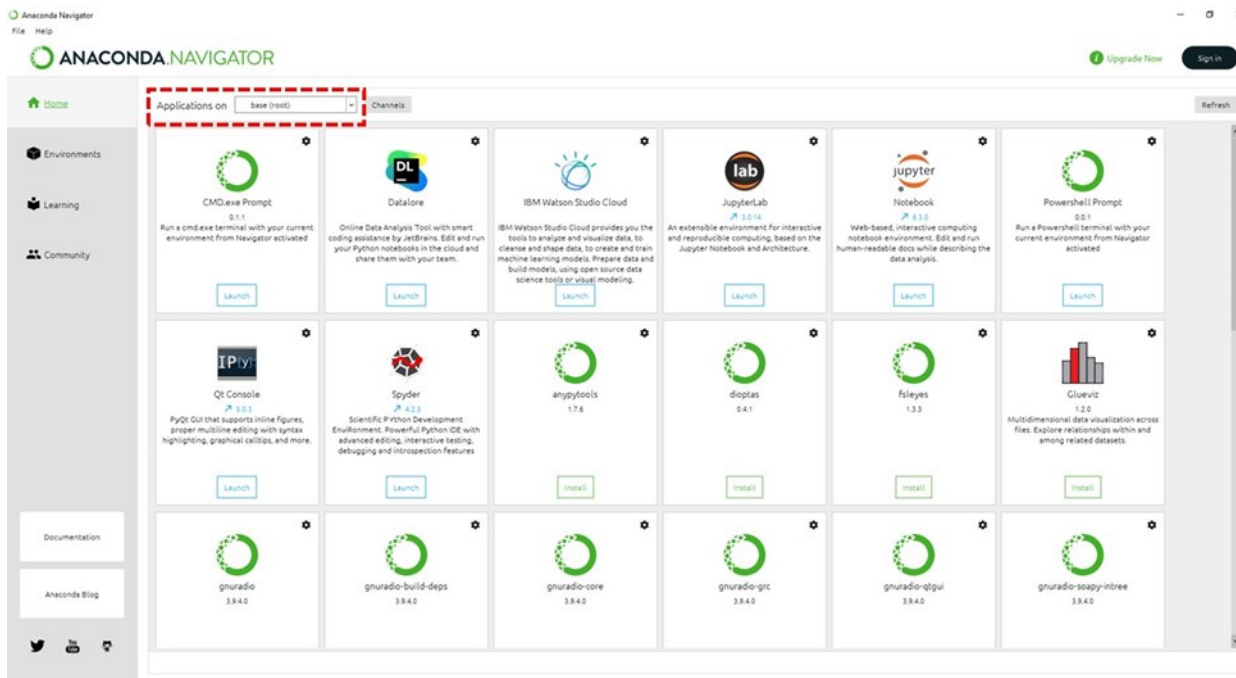 Anaconda Navigator
File Help
ANACONDA.NAVIGATOR
Upgrade Now
Sign in
Home
Applications on
base (root)
Channels
Refresh
Environments
Learning
Community
CMD.exe Prompt
0.1.1
Run a cmd.exe terminal with your current
environment from Navigator activated
Launch
DL
Datalore
Online Data Analysis Tool with smart
coding assistance by JetBrains. Edit and run
your Python notebooks in the cloud and
share them with your team.
Launch
IBM Watson Studio Cloud
IBM Watson Studio Cloud provides you the
tools to analyze and visualize data, to
cleanse and shape data, to create and train
machine learning models. Prepare data and
build models, using open source data
science tools or visual modeling.
Launch
lab
JupyterLab
3.0.14
An extensible environment for interactive
and reproducible computing, based on the
Jupyter Notebook and Architecture.
Launch
jupyter
Notebook
6.3.0
Web-based, interactive computing
notebook environment. Edit and run
human-readable docs while describing the
data analysis.
Launch
Powershell Prompt
0.0.1
Run a Powershell terminal with your
current environment from Navigator
activated
Launch
IP[y]:
Qt Console
5.0.3
PyQt GUI that supports inline figures,
proper multiline editing with syntax
highlighting, graphical calltips, and more.
Launch
Spyder
4.2.5
Scientific Python Development
EnviRonment. Powerful Python IDE with
advanced editing, interactive testing,
debugging and introspection features
Launch
anypytools
1.7.6
Install
dioptas
0.4.1
Install
fsleyes
1.3.3
Install
Glueviz
1.2.0
Multidimensional data visualization across
files. Explore relationships within and
among related datasets.
Install
gnuradio
3.9.4.0
gnuradio-build-deps
3.9.4.0
gnuradio-core
3.9.4.0
gnuradio-grc
3.9.4.0
gnuradio-qtgui
3.9.4.0
gnuradio-soapy-intree
3.9.4.0
Documentation
Anaconda Blog
You
Tube